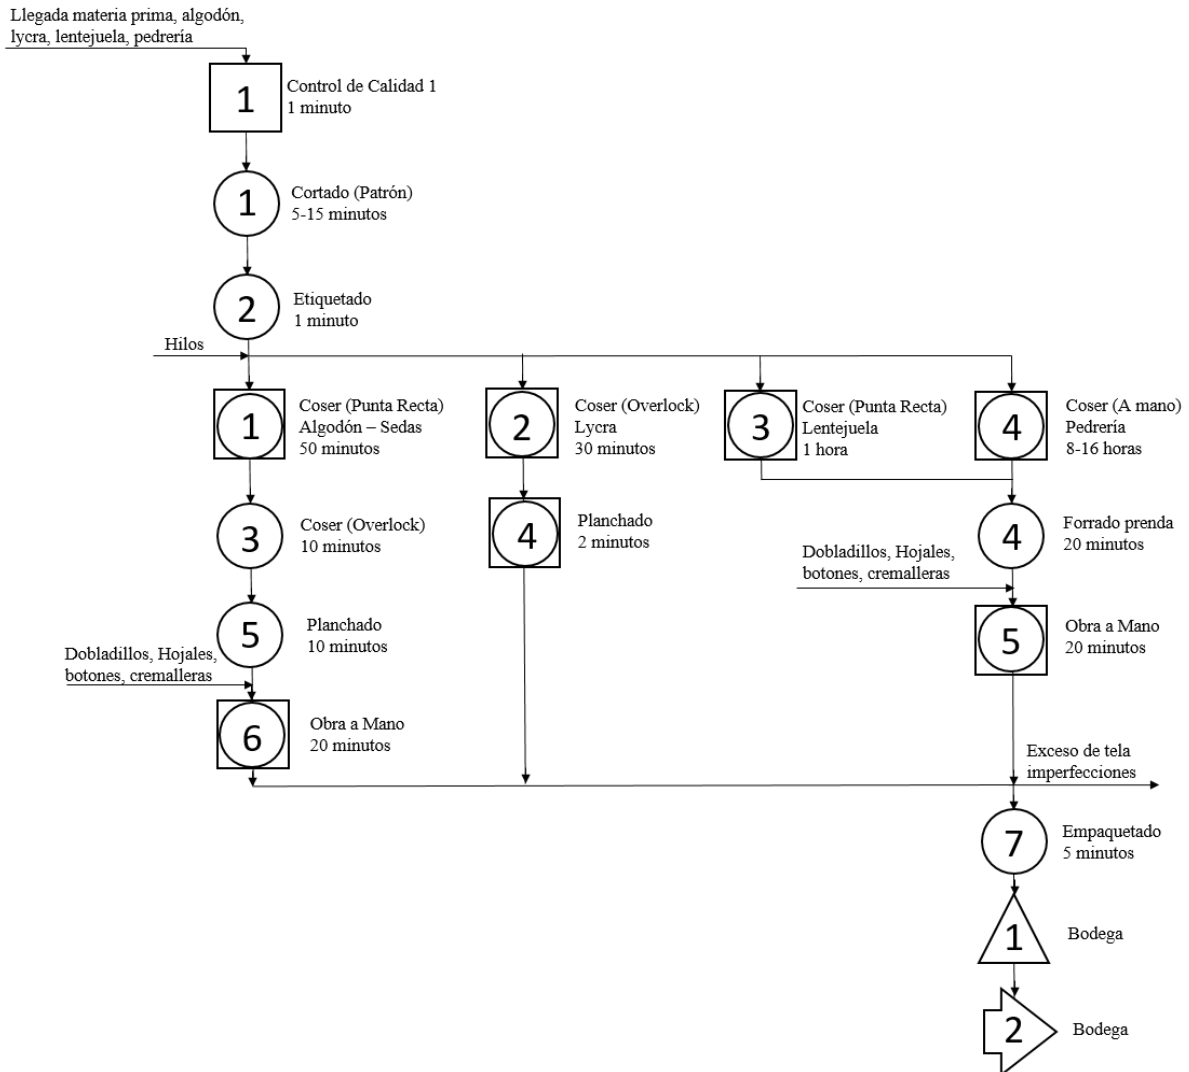 Llegada materia prima, algodón,
lycra, lentejuela, pedrería
1
Control de Calidad 1
1 minuto
1
Cortado (Patrón)
5-15 minutos
2
Etiquetado
1 minuto
Hilos
1
Coser (Punta Recta)
Algodón – Sedas
50 minutos
2
Coser (Overlock)
Lycra
30 minutos
3
Coser (Punta Recta)
Lentejuela
1 hora
4
Coser (A mano)
Pedrería
8-16 horas
3
Coser (Overlock)
10 minutos
4
Planchado
2 minutos
4
Forrado prenda
20 minutos
Dobladillos, Hojales,
botones, cremalleras
5
Planchado
10 minutos
5
Obra a Mano
20 minutos
Dobladillos, Hojales,
botones, cremalleras
6
Obra a Mano
20 minutos
Exceso de tela
imperfecciones
7
Empaquetado
5 minutos
1
Bodega
2
Bodega